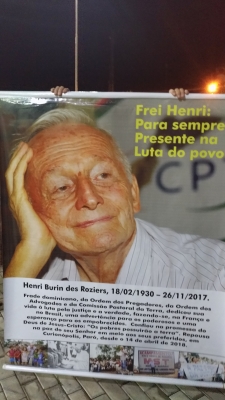 Frei Henri:
Para sempre
Presente na
Luta do povo
CP
Henri Burin des Roziers, 18/02/1930 – 26/11/2017.
Frade dominicano, da Ordem dos Pregadores, da Ordem dos
Advogados e da Comissão Pastoral da Terra, dedicou sua
vida à luta pela justiça e a verdade, fazendo-se, na França e
no Brasil, uma advertência para os poderosos e uma
esperança para os empobrecidos. Confiou na promessa do
Deus de Jesus-Cristo: "Os pobres possuirão a terra". Repousa
na paz do seu Senhor em meio aos seus preferidos, em
Curionópolis, Pará, desde o 14 de abril de 2018.